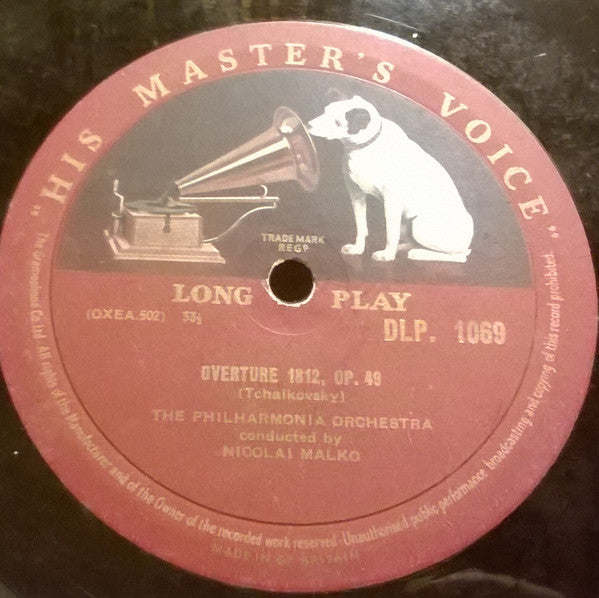 "HIS MASTER'S VOICE"
TRADE MARK
REGD
LONG PLAY
(OXEA.502) 33⅓
DLP. 1069
OVERTURE 1812, OP. 49
(Tchaikovsky)
THE PHILHARMONIA ORCHESTRA
conducted by
NICOLAI MALKO
The Gramophone Co. Ltd. All rights of the Manufacturer and of the Owner of the recorded work reserved · Unauthorised public performance broadcasting and copying of this record prohibited.
MADE IN GT BRITAIN